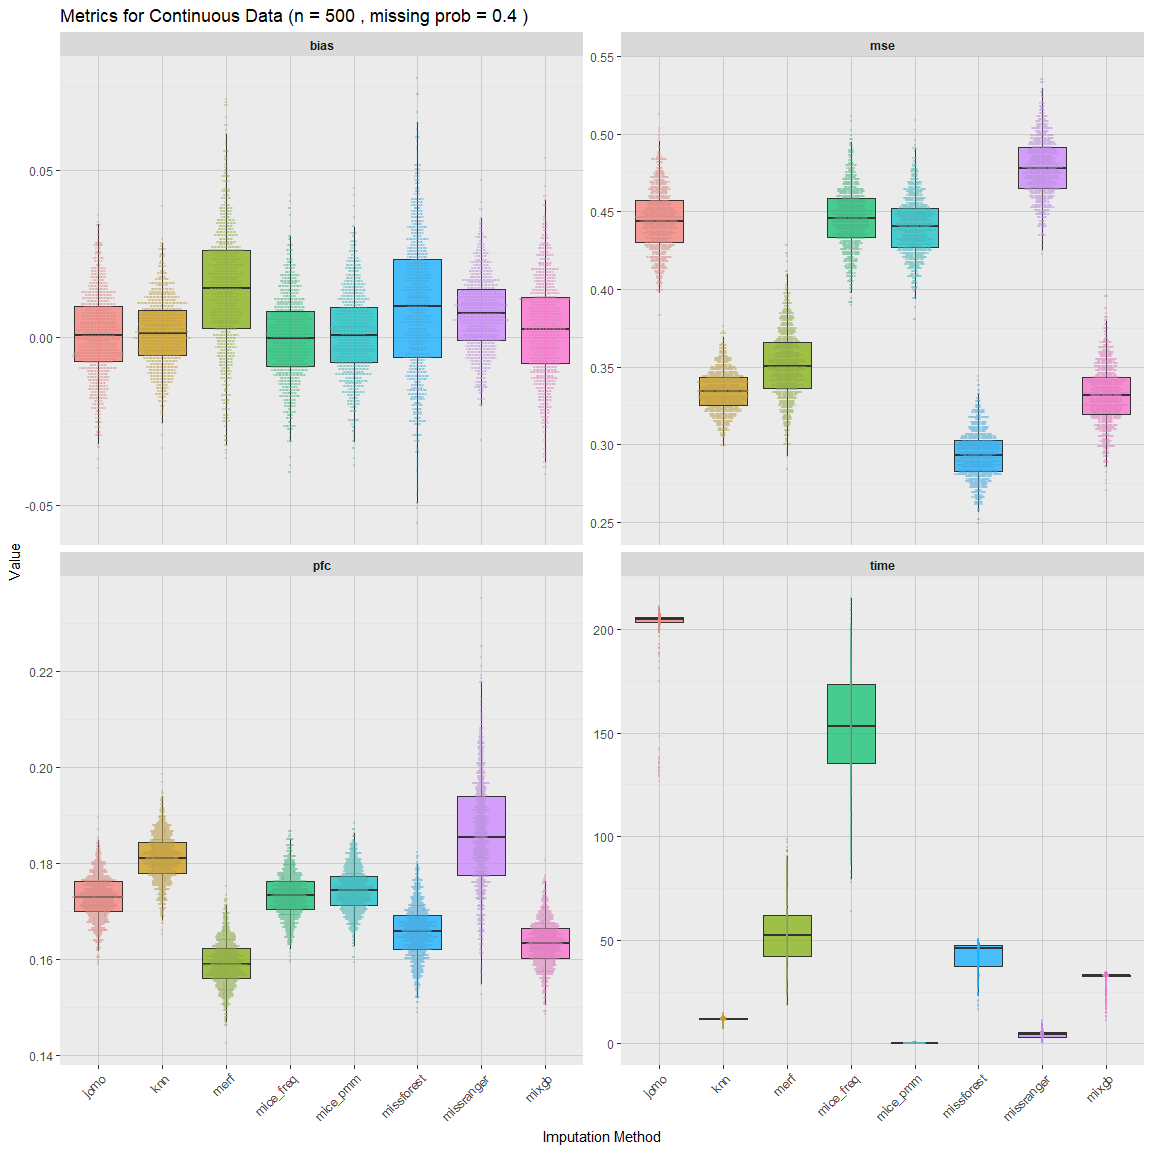 Metrics for Continuous Data (n = 500 , missing prob = 0.4 )
bias
mse
0.05
0.00
-0.05
0.55
0.50
0.45
0.40
0.35
0.30
0.25
pfc
time
0.22
0.20
0.18
0.16
0.14
200
150
100
50
0
Value
jomo
knn
merf
mice_freq
mice_pmm
missforest
missranger
mixgb
jomo
knn
merf
mice_freq
mice_pmm
missforest
missranger
mixgb
Imputation Method